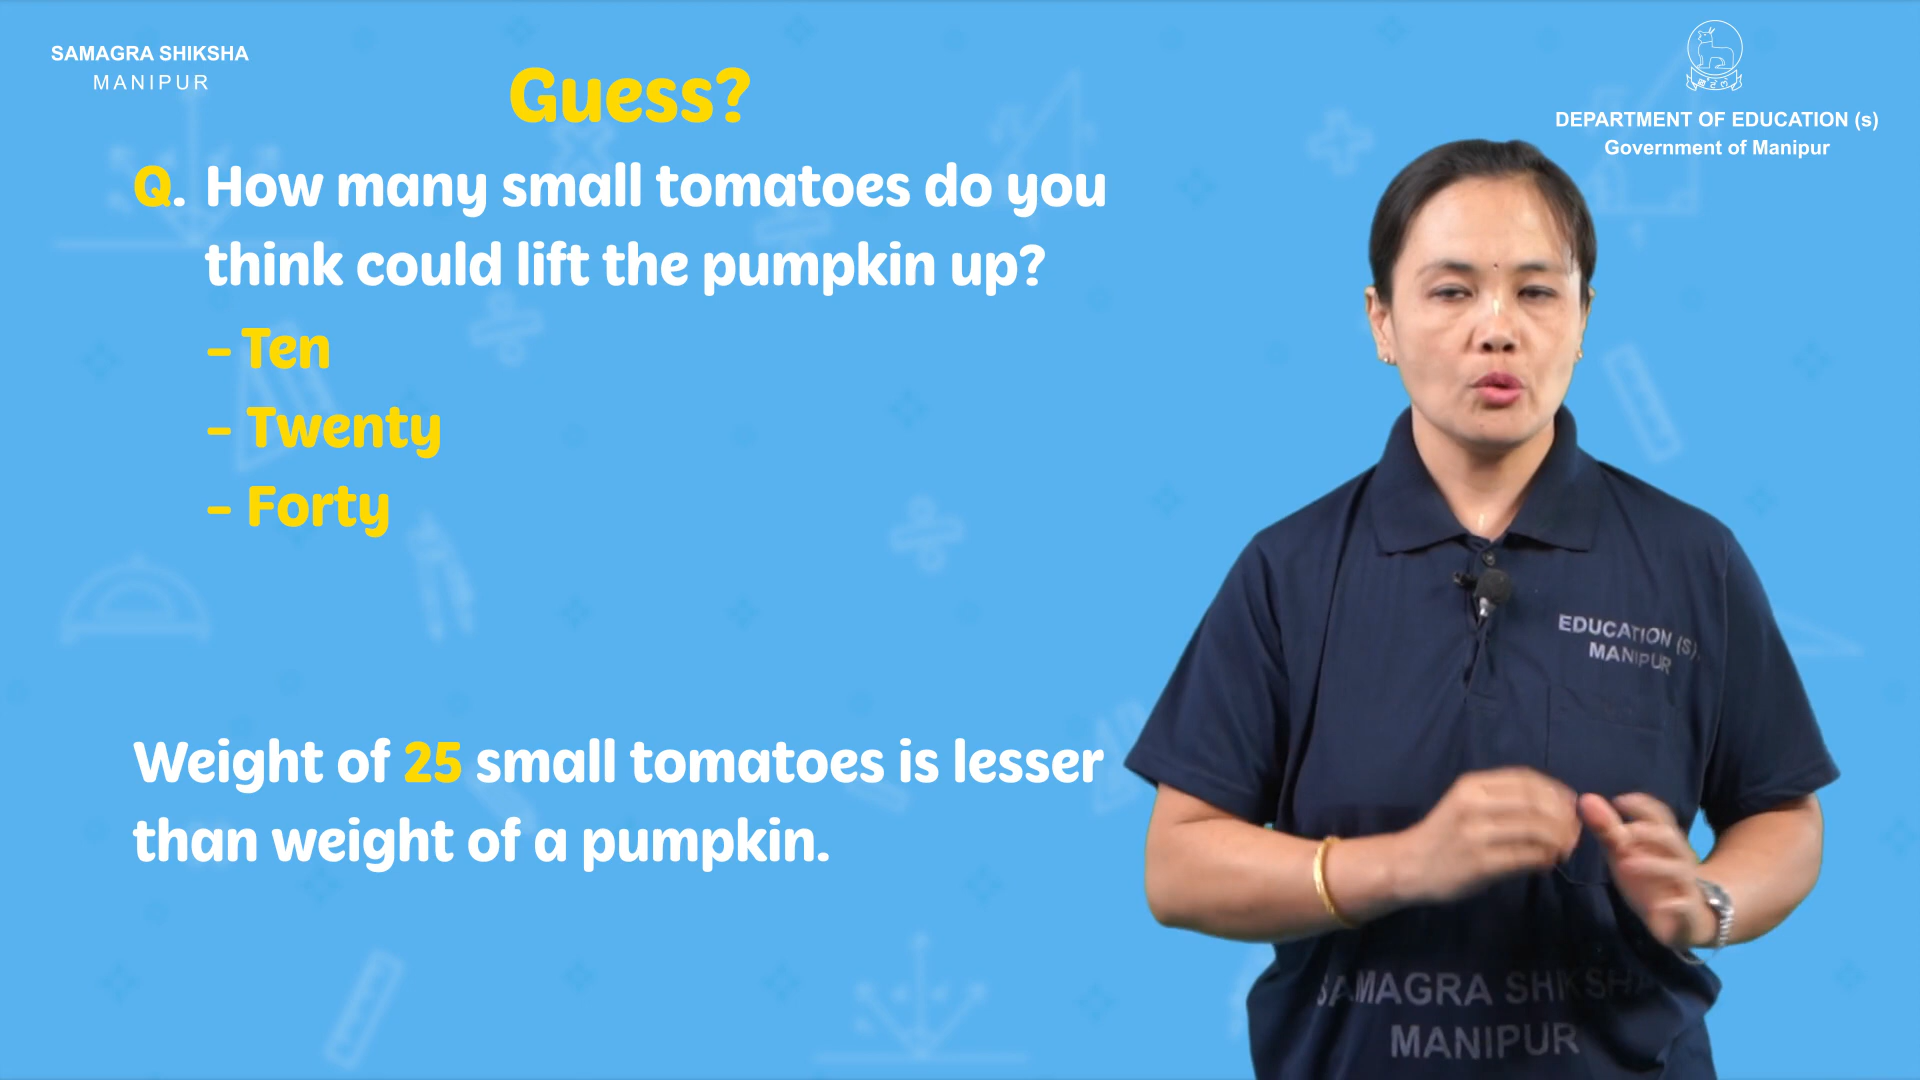 SAMAGRA SHIKSHA
MANIPUR
Guess?
DEPARTMENT OF EDUCATION (s)
Government of Manipur
Q. How many small tomatoes do you
think could lift the pumpkin up?
- Ten
- Twenty
- Forty
EDUCATION (S)
MANIPUR
Weight of 25 small tomatoes is lesser
than weight of a pumpkin.
SAMAGRA SHIKSHA
MANIPUR